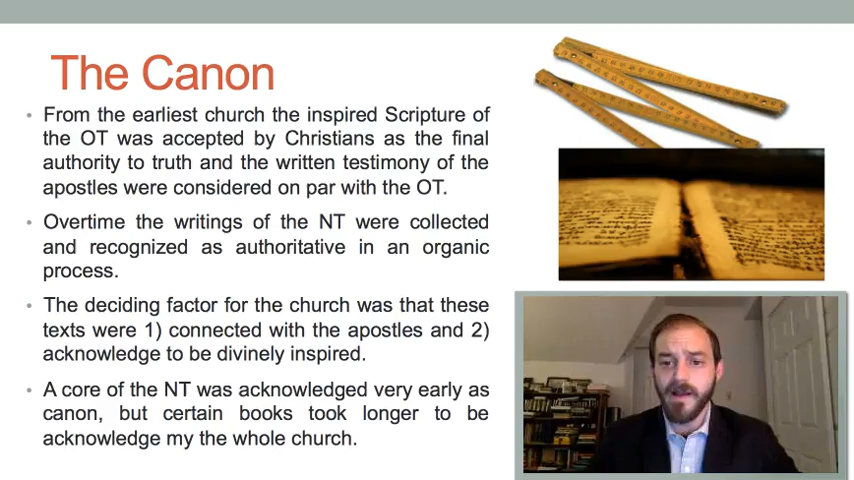 The Canon
• From the earliest church the inspired Scripture of
the OT was accepted by Christians as the final
authority to truth and the written testimony of the
apostles were considered on par with the OT.
• Overtime the writings of the NT were collected
and recognized as authoritative in an organic
process.
• The deciding factor for the church was that these
texts were 1) connected with the apostles and 2)
acknowledge to be divinely inspired.
• A core of the NT was acknowledged very early as
canon, but certain books took longer to be
acknowledge my the whole church.